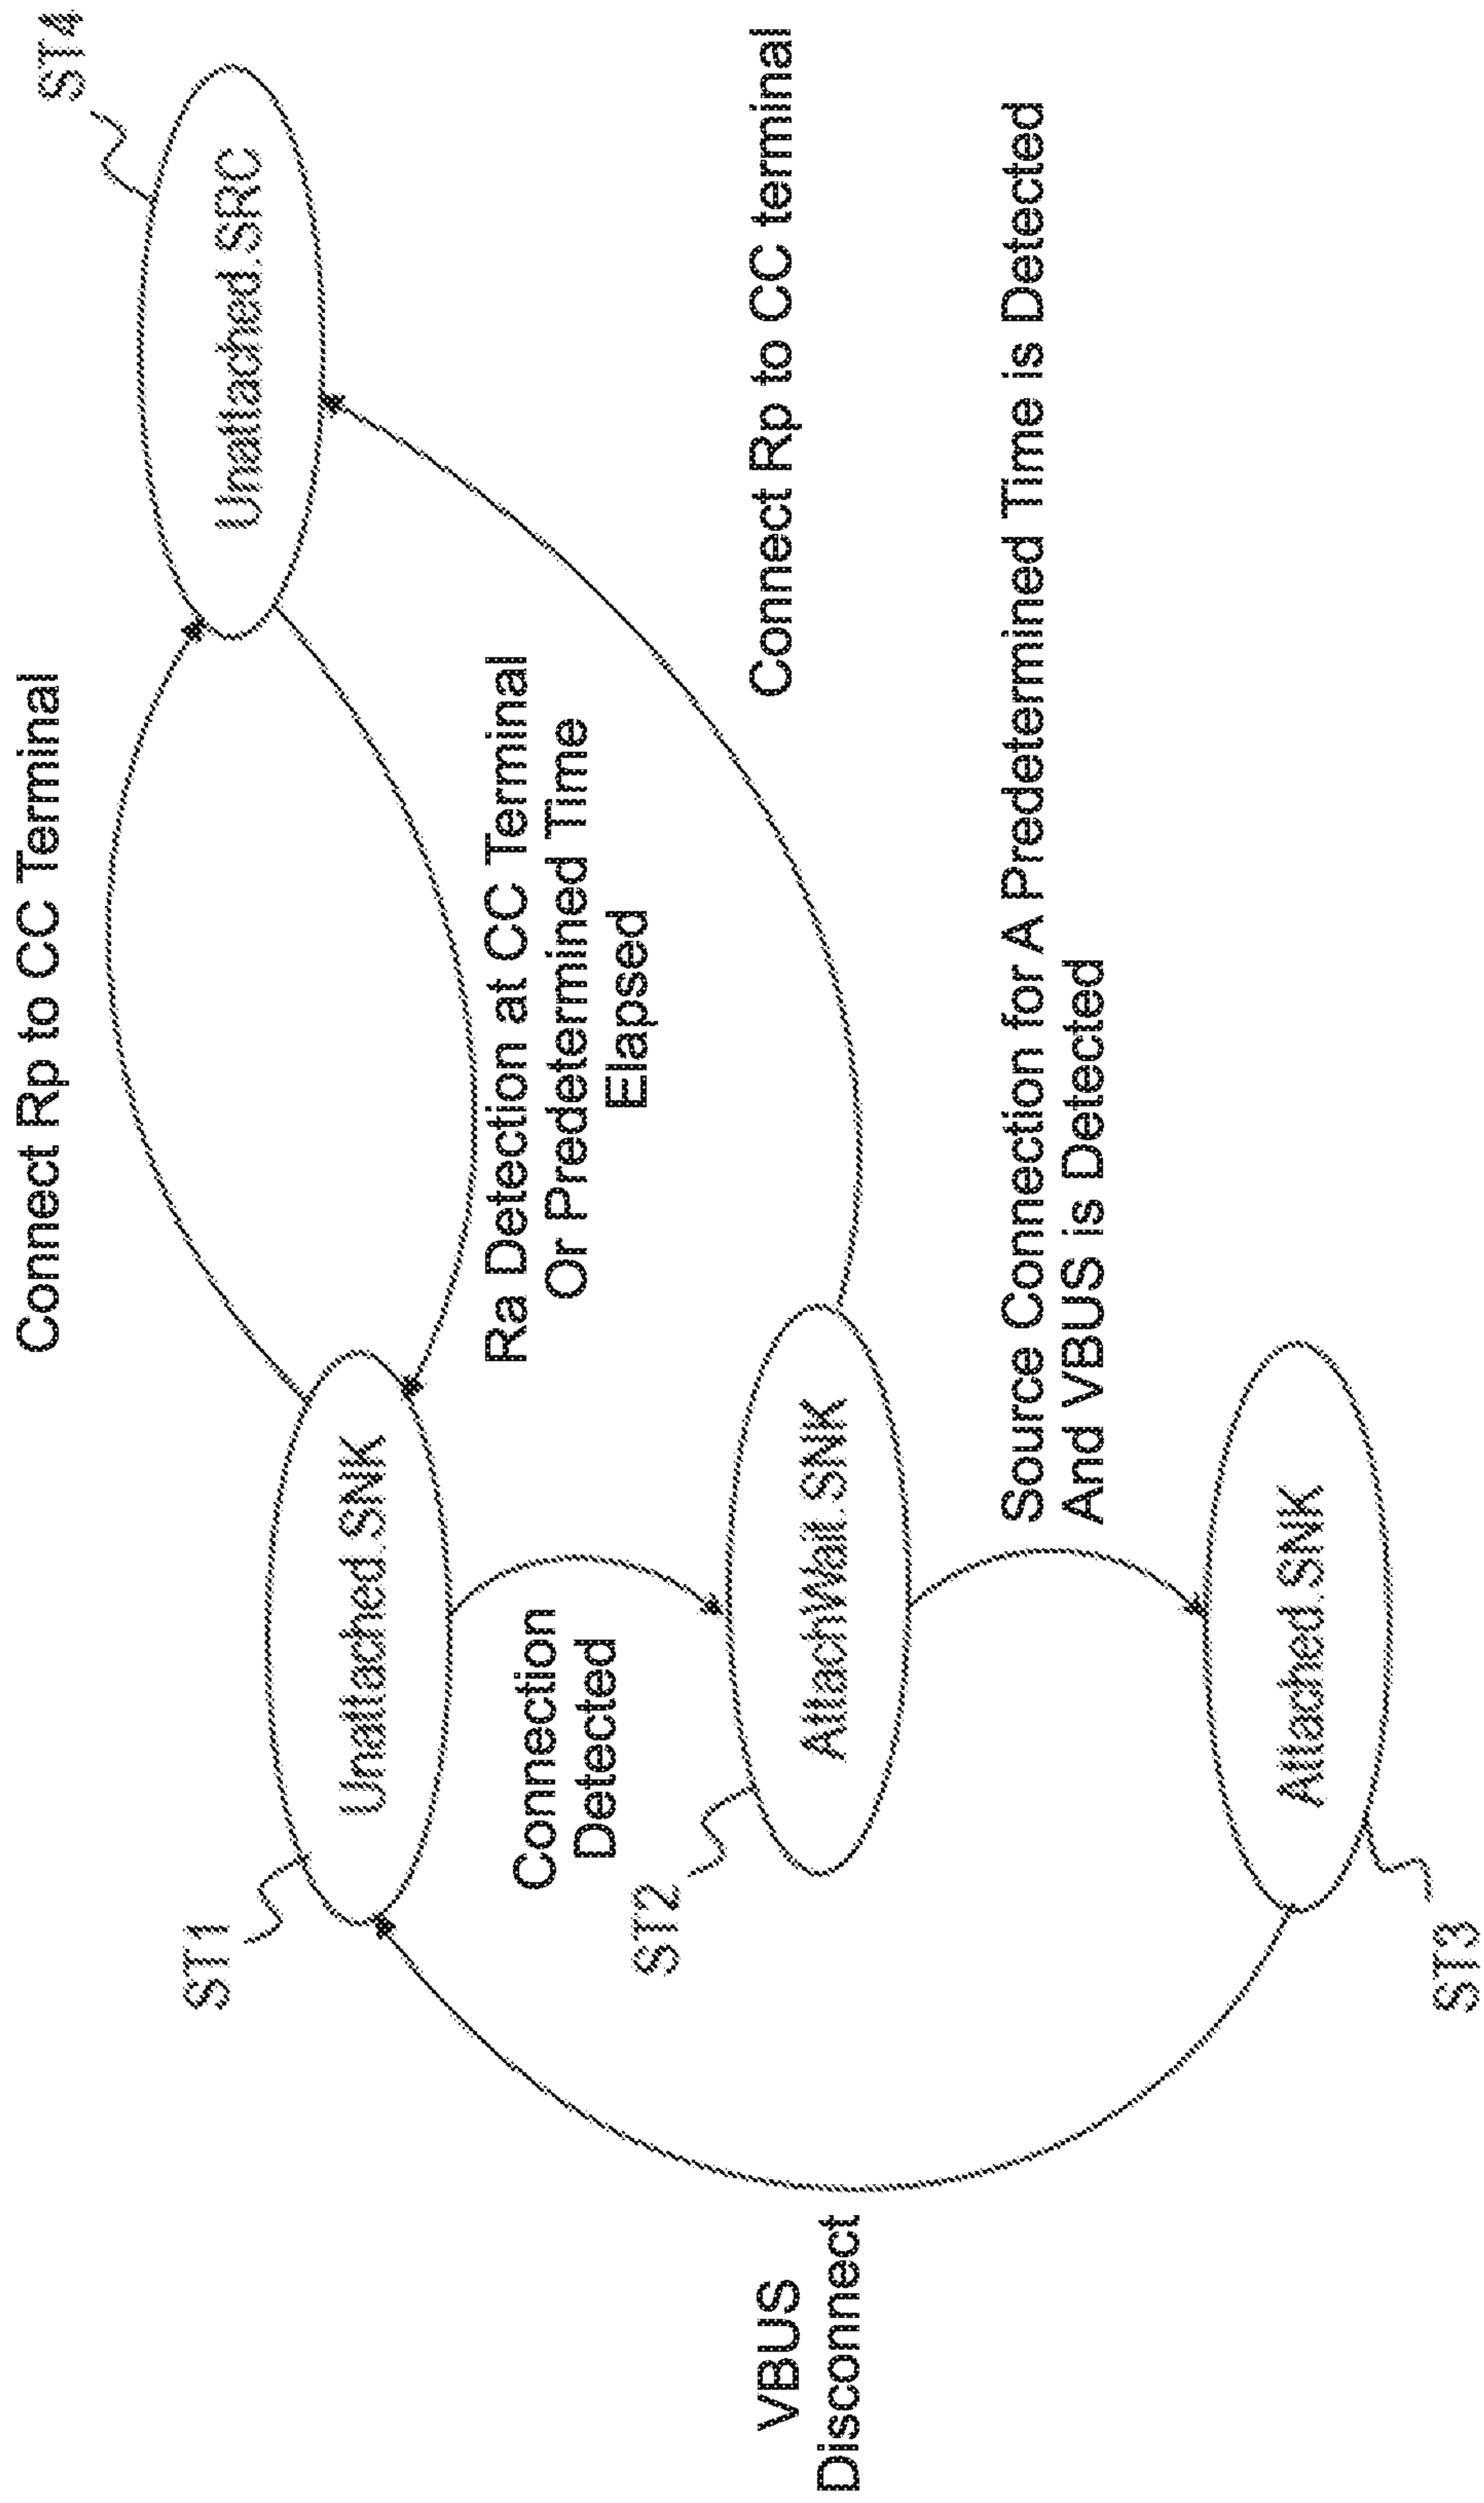 Connect Rp to CC Terminal
ST4
ST1
Unattached.SNK
Unattached.SRC
Ra Detection at CC Terminal
Or Predetermined Time
Elapsed
Connection
Detected
ST2
Connect Rp to CC terminal
VBUS
Disconnect
AttachWait.SNK
Source Connection for A Predetermined Time is Detected
And VBUS is Detected
Attached.SNK
ST3